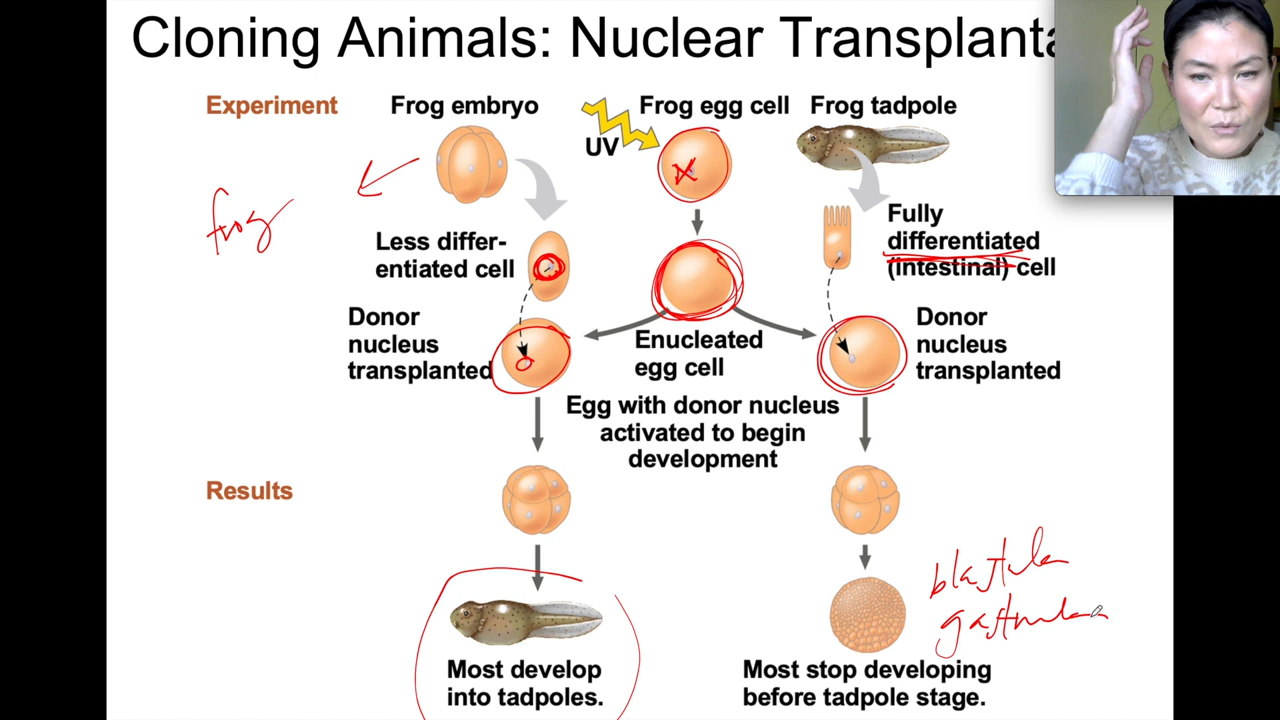 Cloning Animals: Nuclear Transplanta
Experiment
Frog embryo
UV
Frog egg cell
Frog tadpole
frog
Less differ-
entiated cell
Fully
differentiated
(intestinal) cell
Donor
nucleus
transplanted
Enucleated
egg cell
Donor
nucleus
transplanted
Egg with donor nucleus
activated to begin
development
Results
blastula
gastrula
Most develop
into tadpoles.
Most stop developing
before tadpole stage.